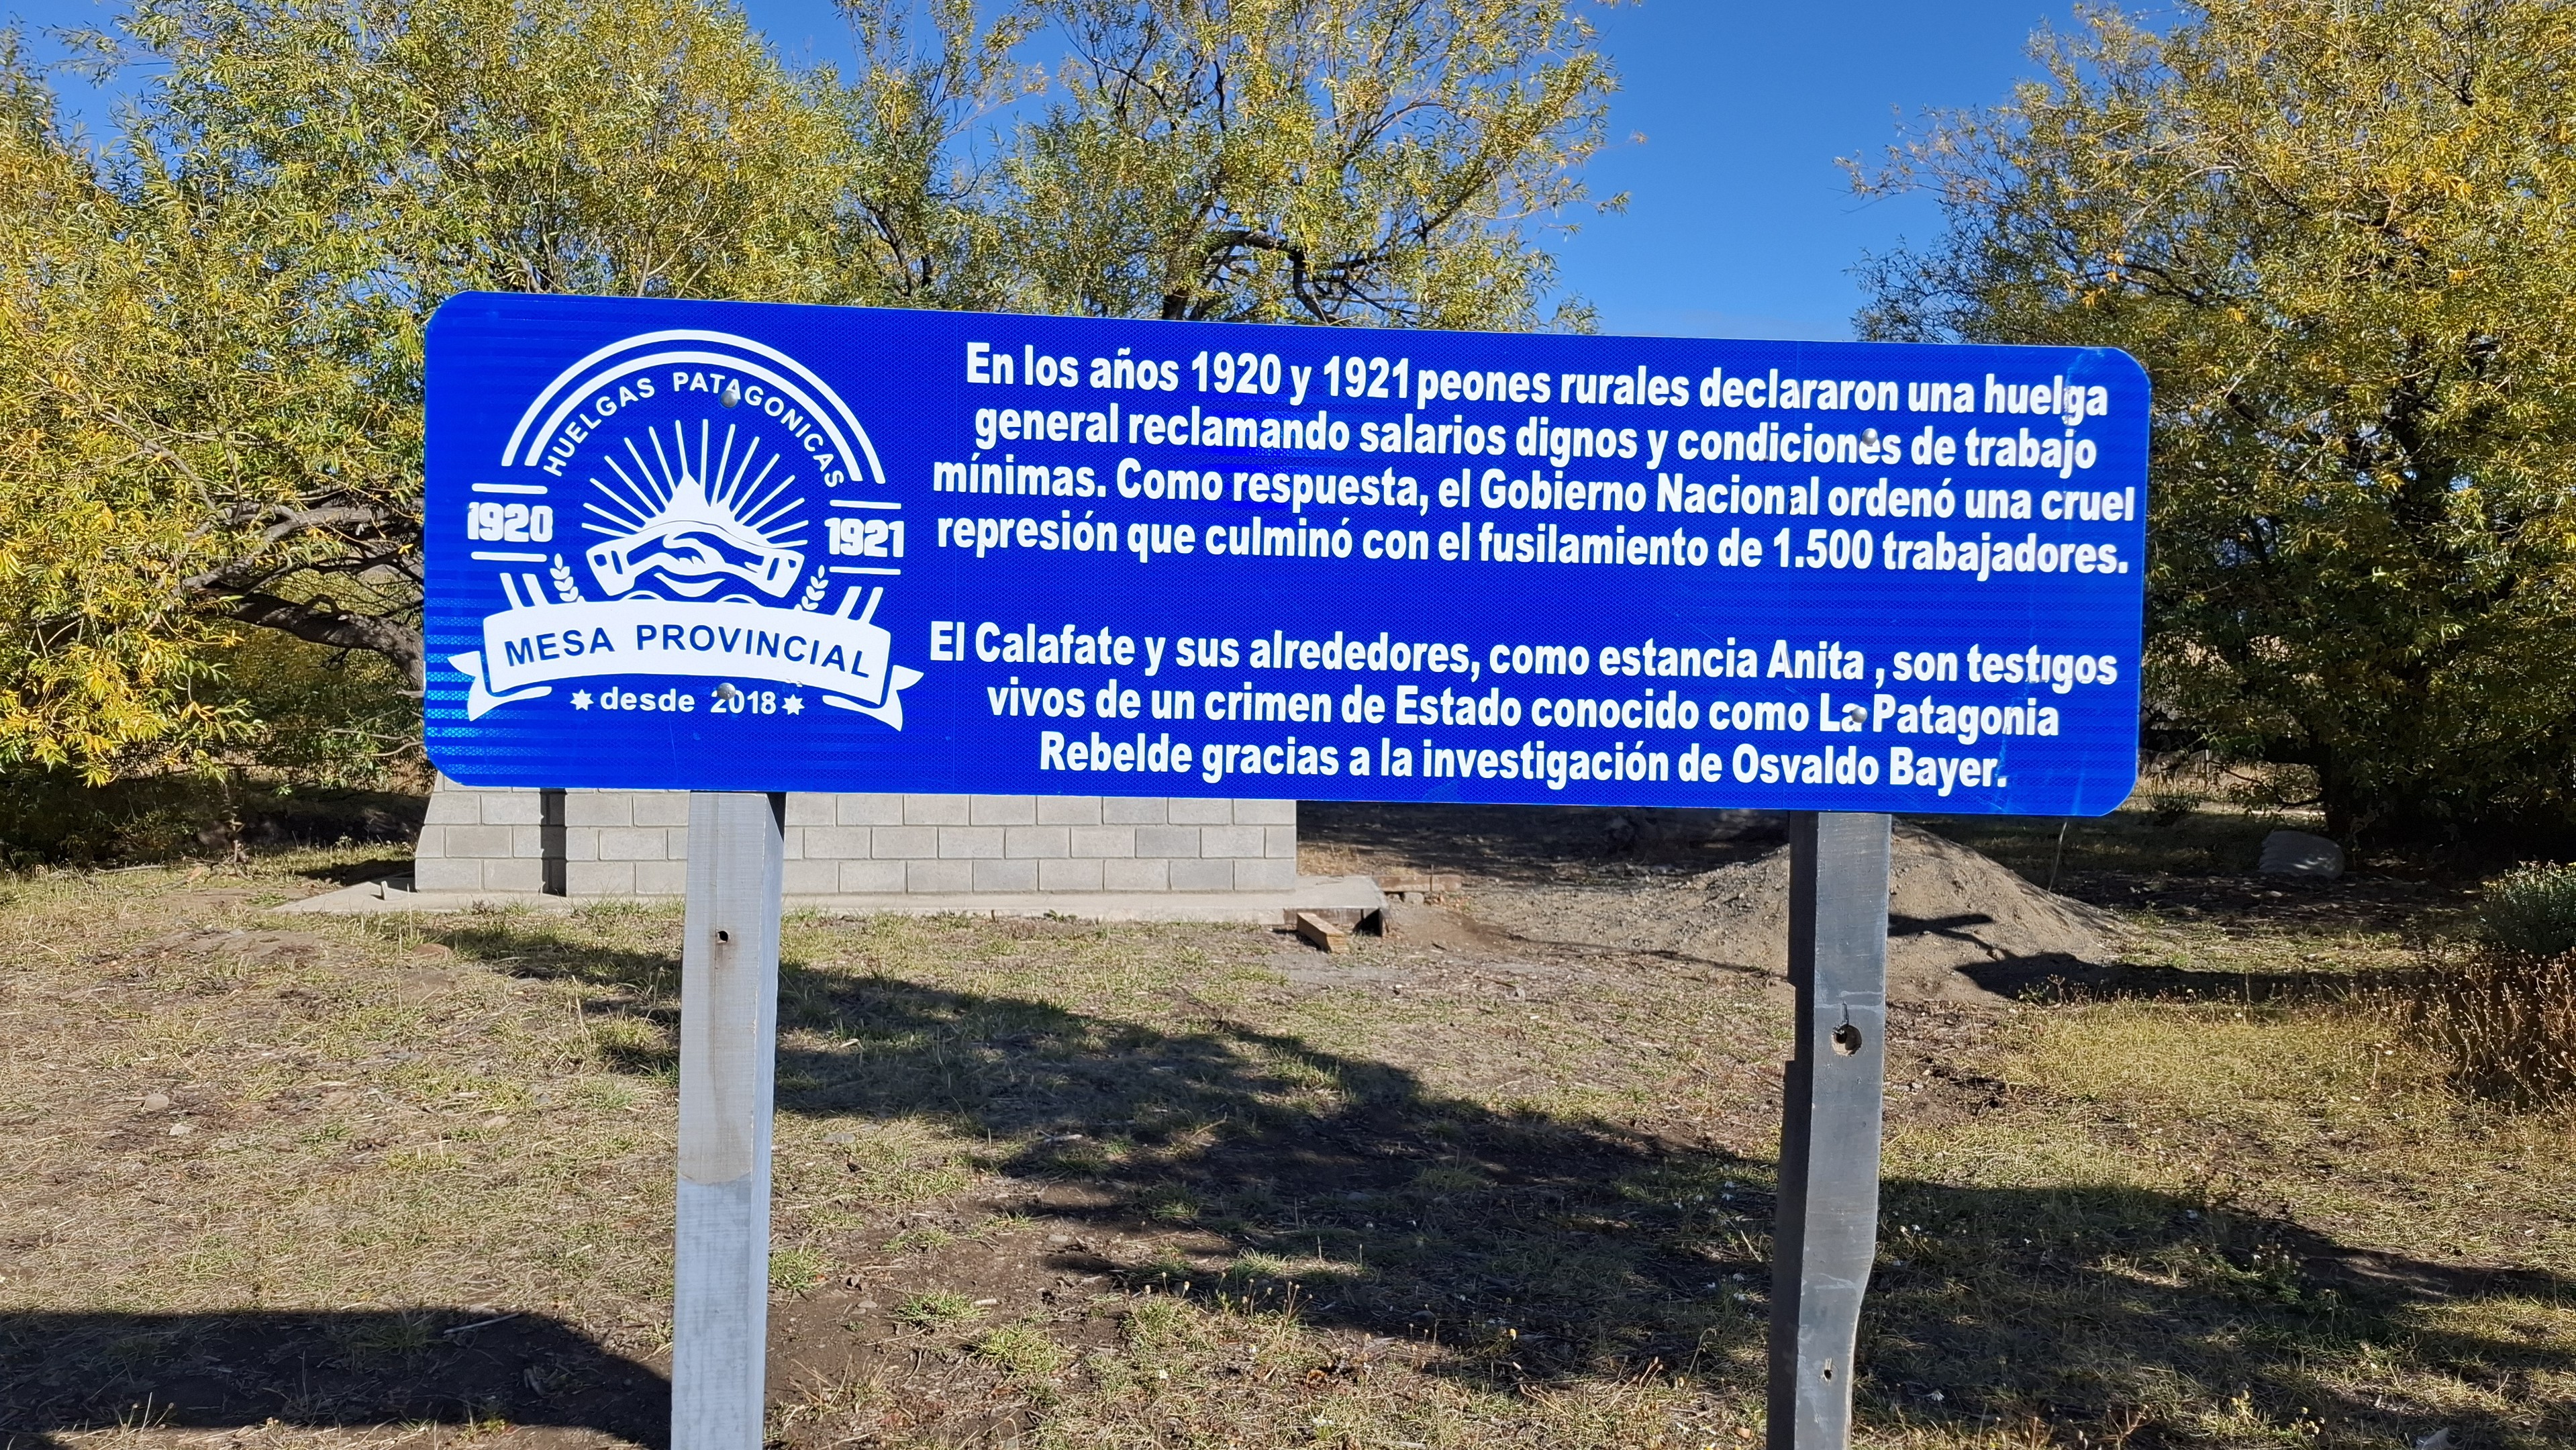 HUELGAS PATAGONICAS
1920
1921
MESA PROVINCIAL
desde 2018
En los años 1920 y 1921 peones rurales declararon una huelga
general reclamando salarios dignos y condiciones de trabajo
mínimas. Como respuesta, el Gobierno Nacional ordenó una cruel
represión que culminó con el fusilamiento de 1.500 trabajadores.
El Calafate y sus alrededores, como estancia Anita , son testigos
vivos de un crimen de Estado conocido como La Patagonia
Rebelde gracias a la investigación de Osvaldo Bayer.